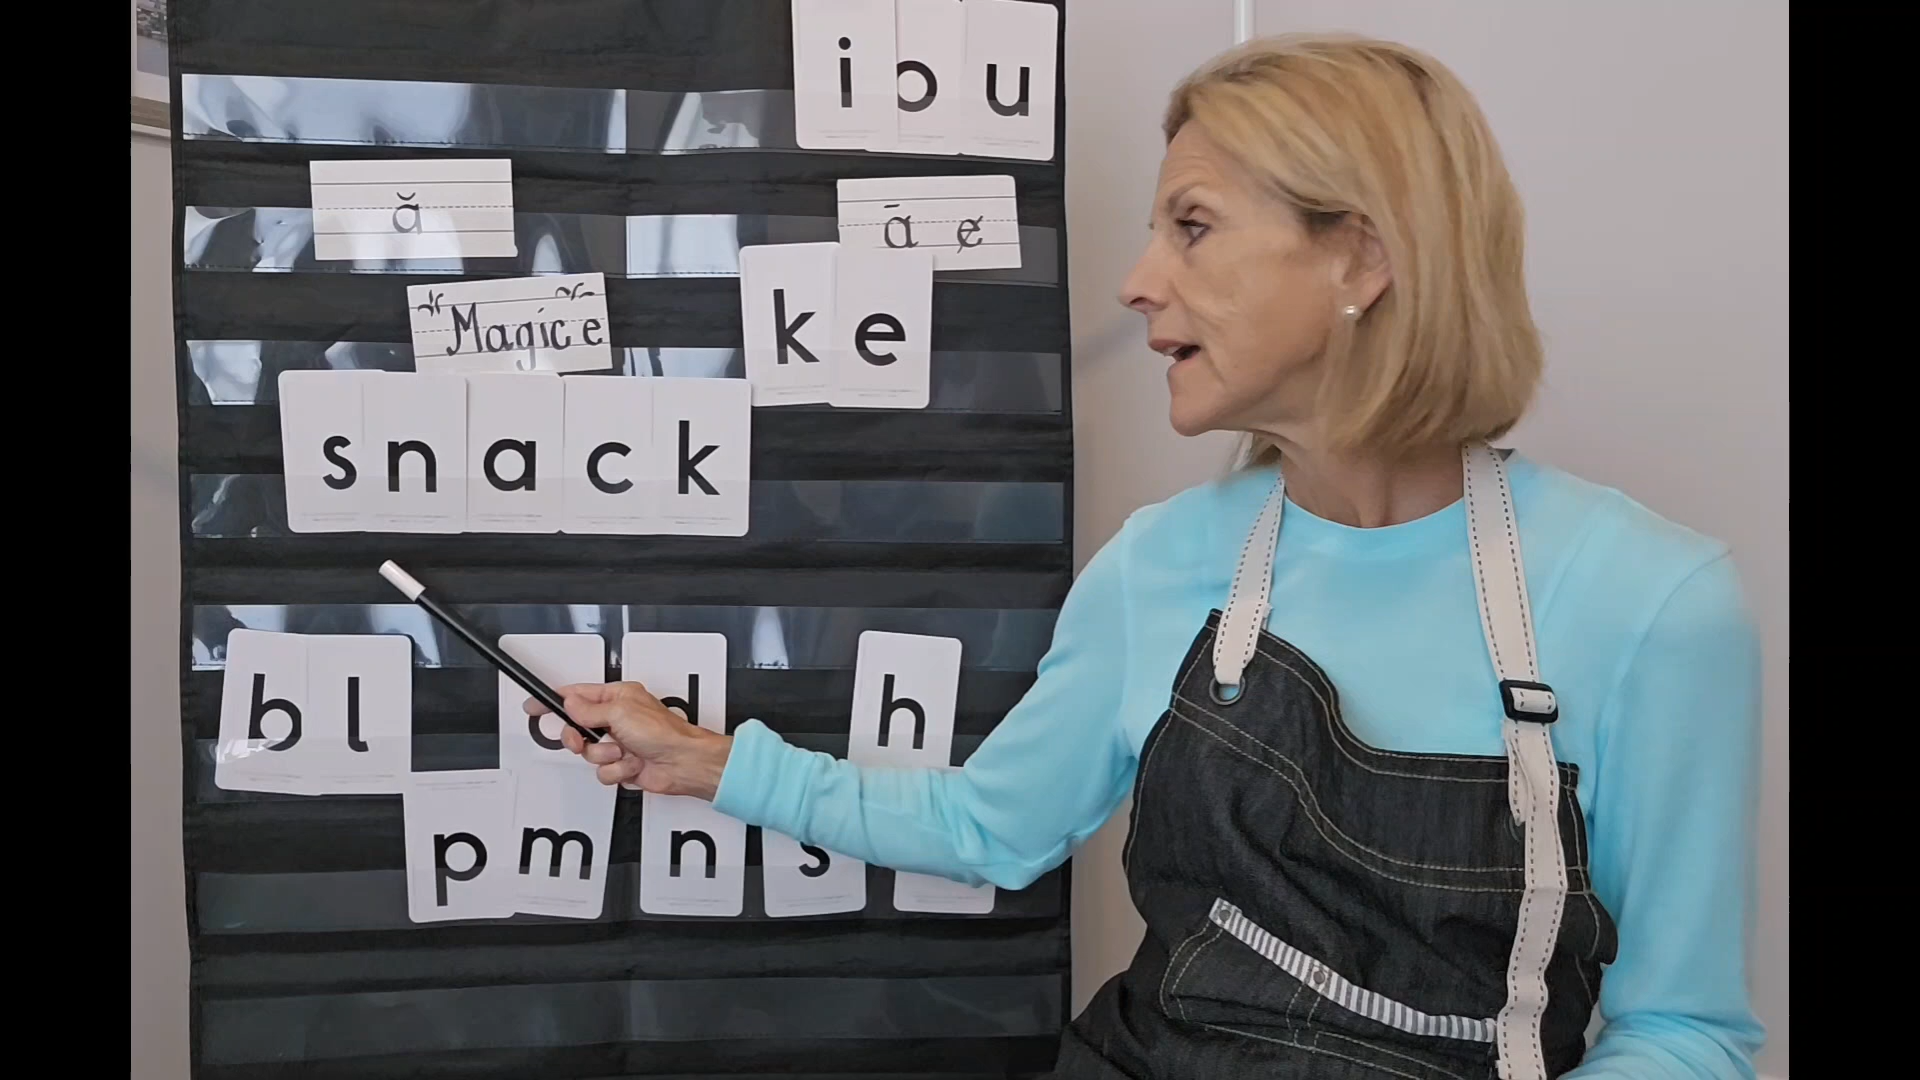 i o u
ă
ā e
Magic e
k e
s n a c k
b l d h
p m n s